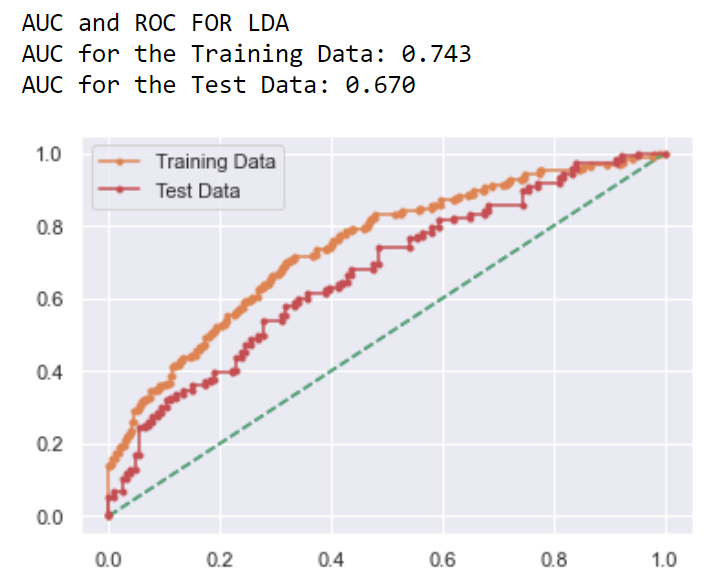 AUC and ROC FOR LDA
AUC for the Training Data: 0.743
AUC for the Test Data: 0.670
1.0
Training Data
Test Data
0.8
0.6
0.4
0.2
0.0
0.0 0.2 0.4 0.6 0.8 1.0